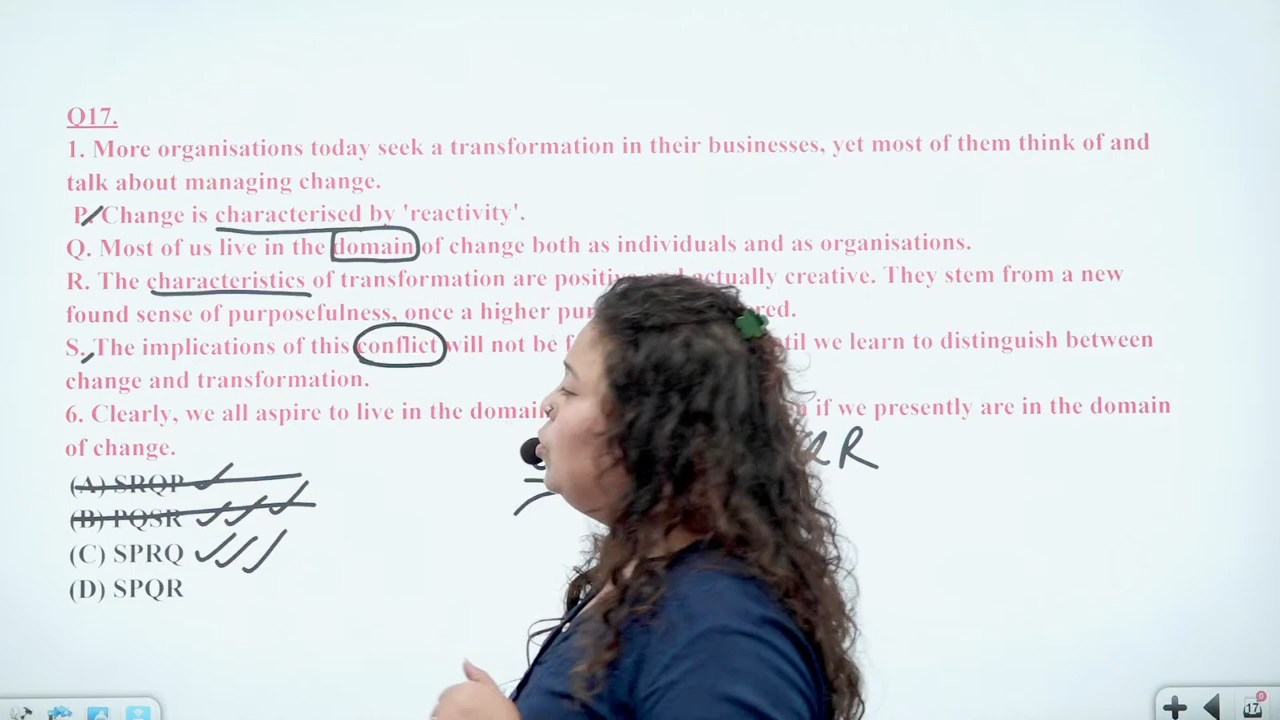 Q17.
1. More organisations today seek a transformation in their businesses, yet most of them think of and
talk about managing change.
P. Change is characterised by 'reactivity'.
Q. Most of us live in the domain of change both as individuals and as organisations.
R. The characteristics of transformation are positive and actually creative. They stem from a new
found sense of purposefulness, once a higher
S. The implications of this conflict will not be until we learn to distinguish between
change and transformation.
6. Clearly, we all aspire to live in the domain if we presently are in the domain
of change.
R
(A) SRQP
(B) PQSR
(C) SPRQ
(D) SPQR
17